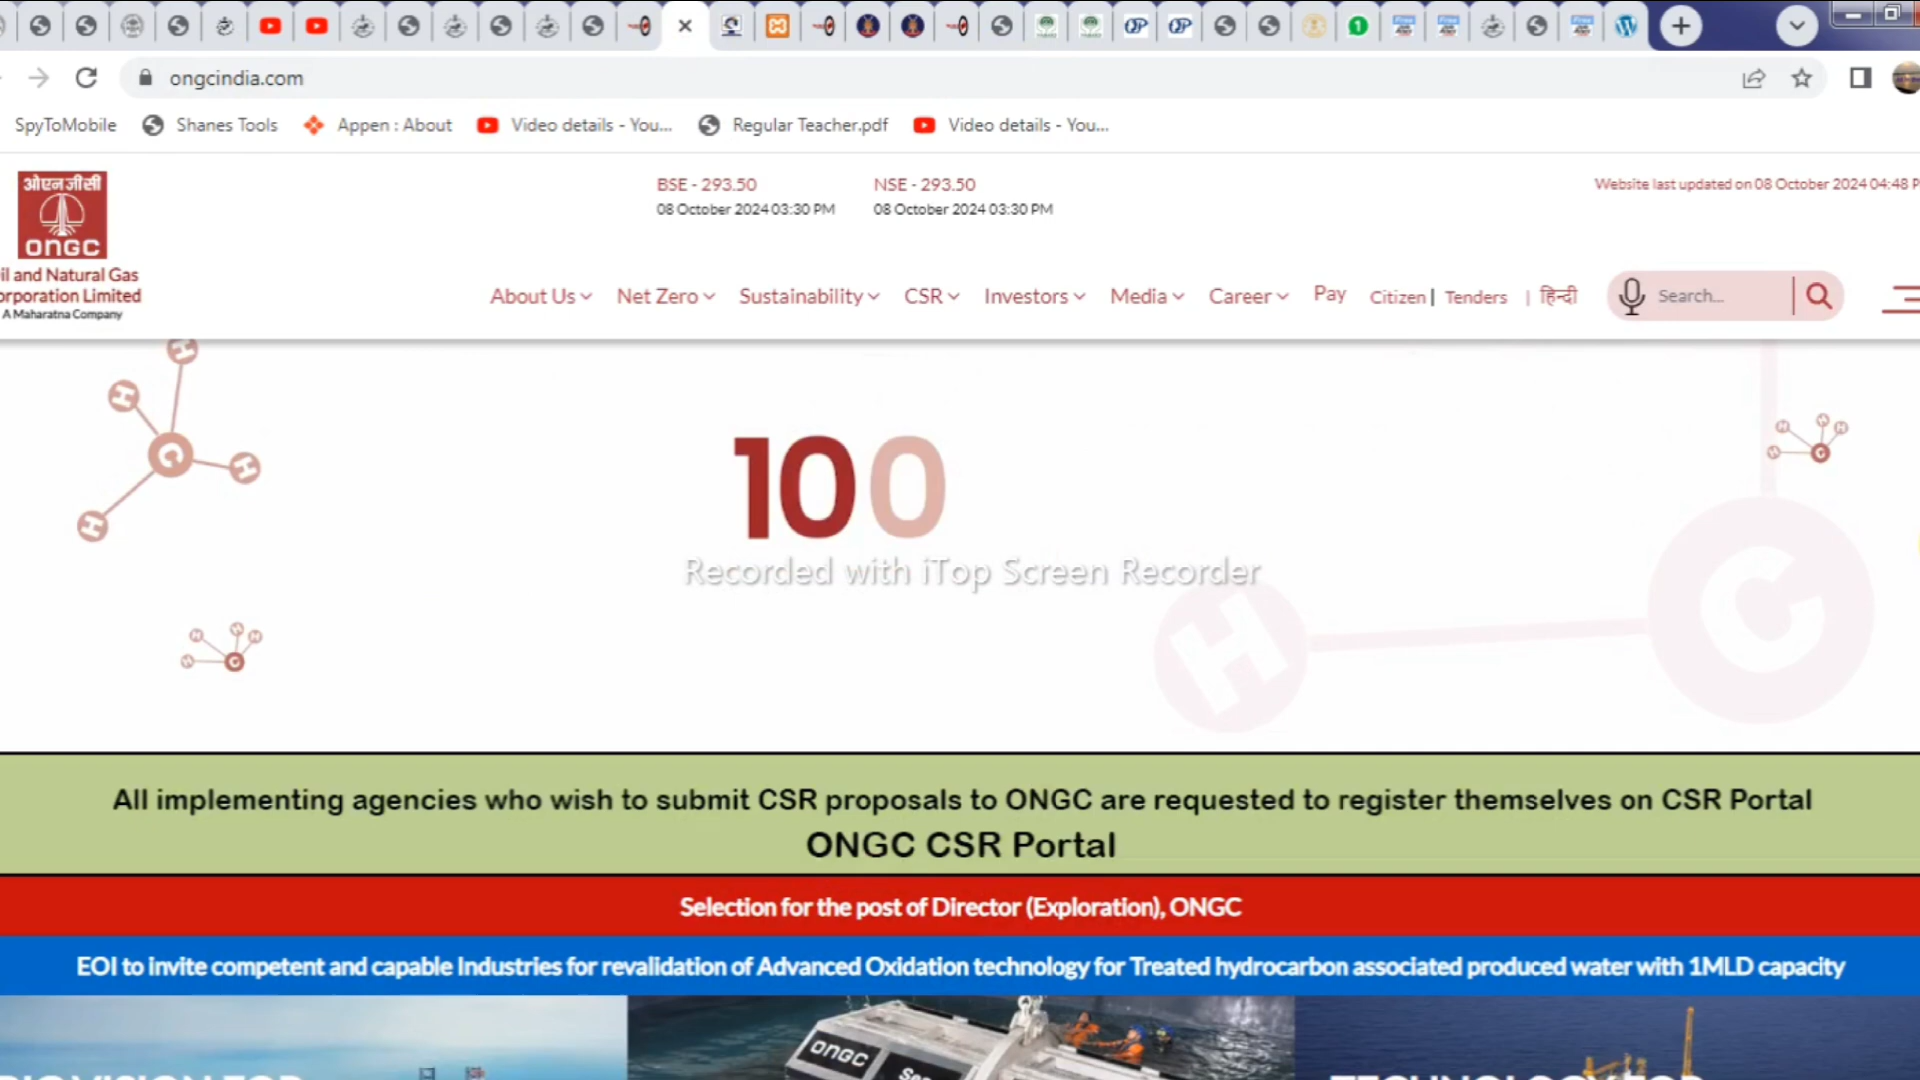 ongcindia.com
SpyToMobile
Shanes Tools
Appen : About
Video details - You...
Regular Teacher.pdf
Video details - You...
ओएनजीसी
ONGC
il and Natural Gas
orporation Limited
A Maharatna Company
BSE - 293.50
08 October 2024 03:30 PM
NSE - 293.50
08 October 2024 03:30 PM
Website last updated on 08 October 2024 04:48 P
About Us
Net Zero
Sustainability
CSR
Investors
Media
Career
Pay
Citizen |
Tenders
| हिन्दी
Search...
H
H
C
H
H
100
Recorded with iTop Screen Recorder
H
C
All implementing agencies who wish to submit CSR proposals to ONGC are requested to register themselves on CSR Portal
ONGC CSR Portal
Selection for the post of Director (Exploration), ONGC
EOI to invite competent and capable Industries for revalidation of Advanced Oxidation technology for Treated hydrocarbon associated produced water with 1MLD capacity
ONGC
TECHNOLOGY FOR